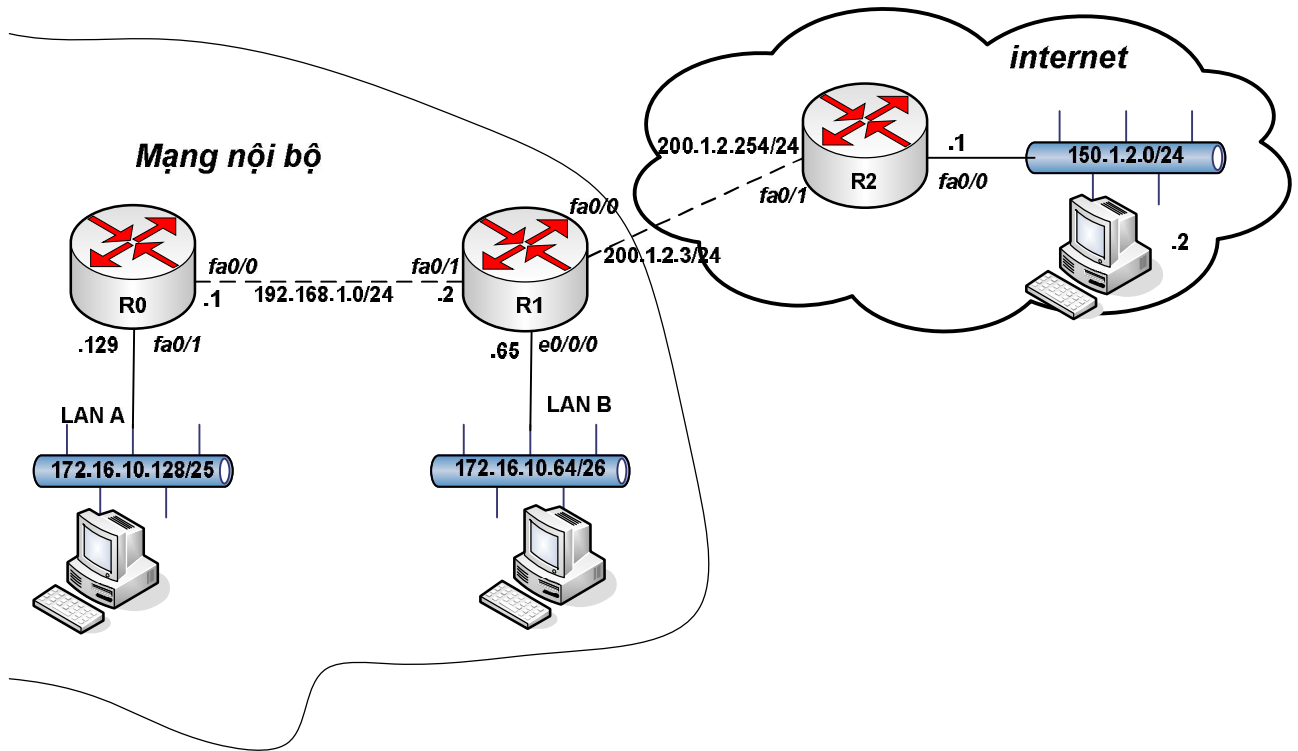 internet
Mạng nội bộ
200.1.2.254/24
.1
150.1.2.0/24
R2
fa0/1
fa0/0
fa0/0
200.1.2.3/24
.2
fa0/0
fa0/1
.1
192.168.1.0/24
.2
R0
R1
.129
fa0/1
.65
e0/0/0
LAN A
LAN B
172.16.10.128/25
172.16.10.64/26